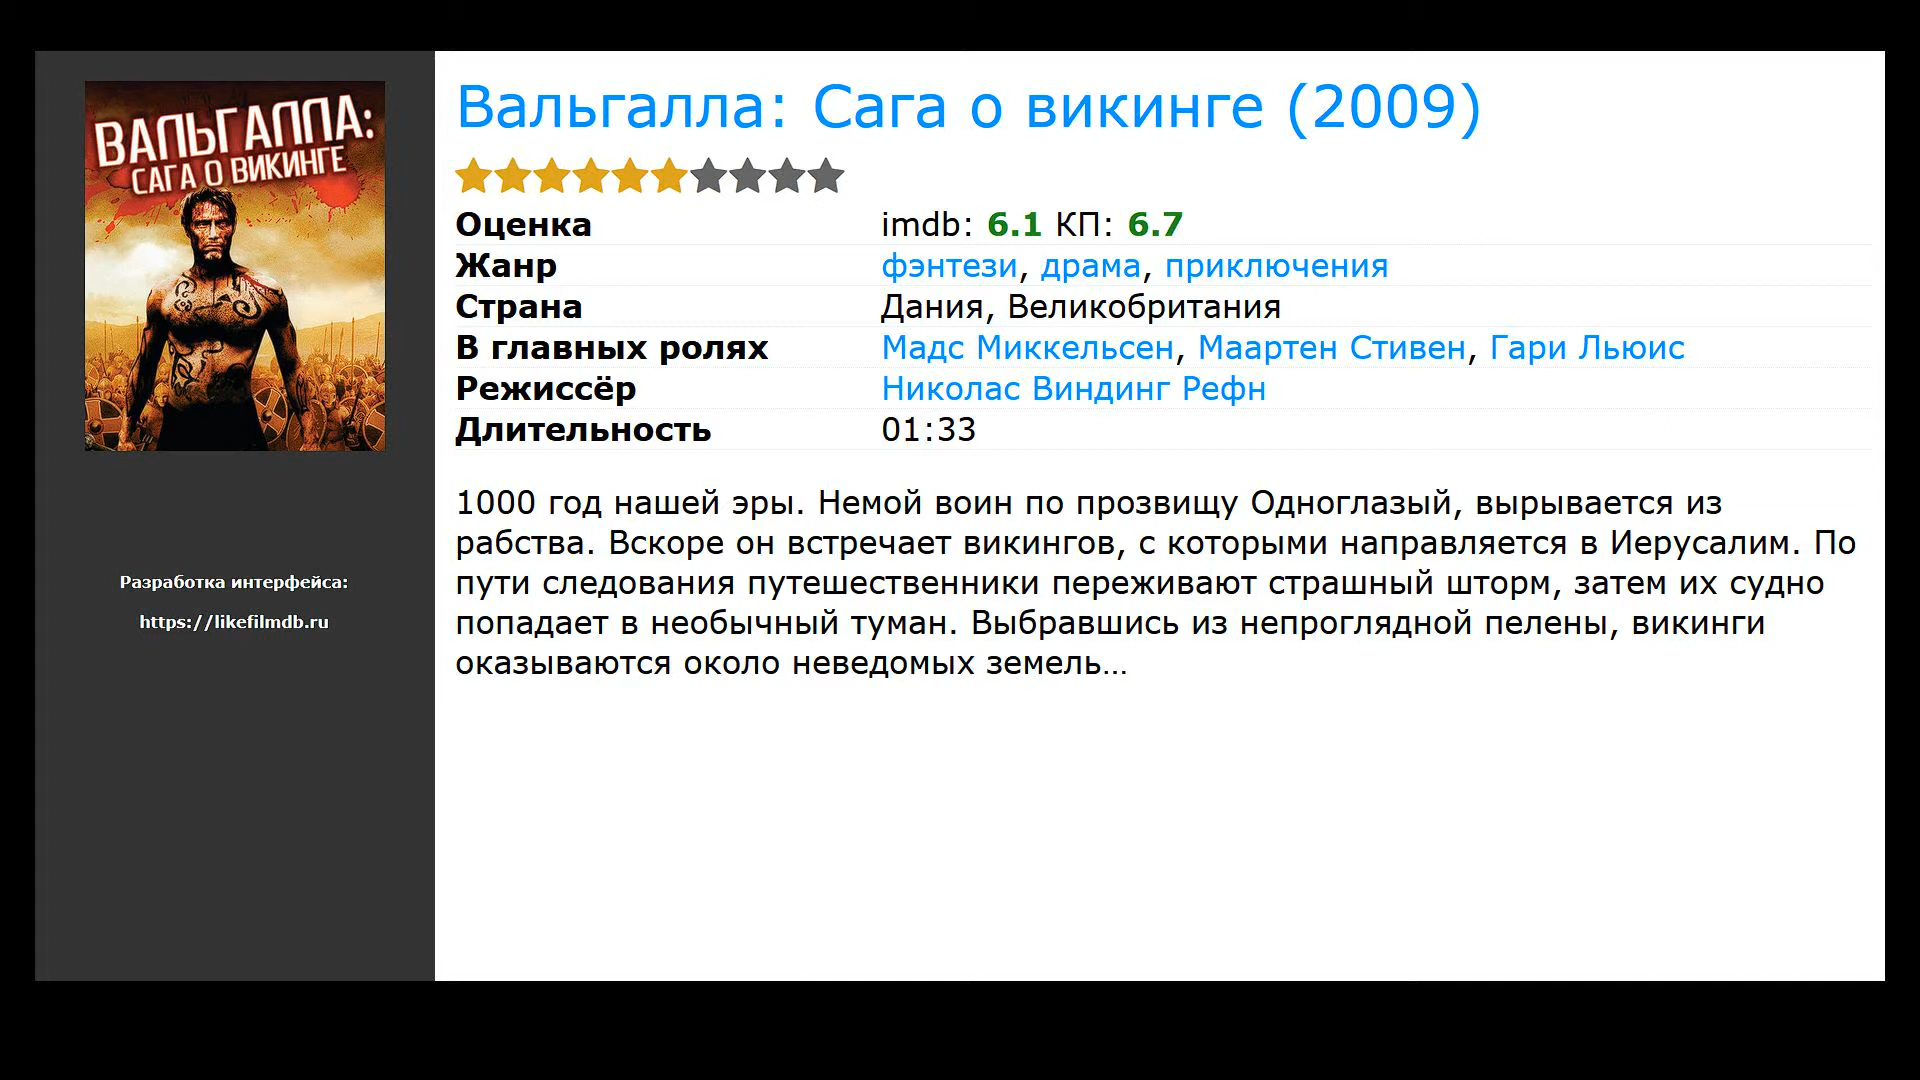 ВАЛЬГАЛЛА:
САГА О ВИКИНГЕ
Разработка интерфейса:
https://likefilmdb.ru
Вальгалла: Сага о викинге (2009)
Оценка imdb: 6.1 КП: 6.7
Жанр фэнтези, драма, приключения
Страна Дания, Великобритания
В главных ролях Мадс Миккельсен, Маартен Стивен, Гари Льюис
Режиссёр Николас Виндинг Рефн
Длительность 01:33
1000 год нашей эры. Немой воин по прозвищу Одноглазый, вырывается из
рабства. Вскоре он встречает викингов, с которыми направляется в Иерусалим. По
пути следования путешественники переживают страшный шторм, затем их судно
попадает в необычный туман. Выбравшись из непроглядной пелены, викинги
оказываются около неведомых земель…